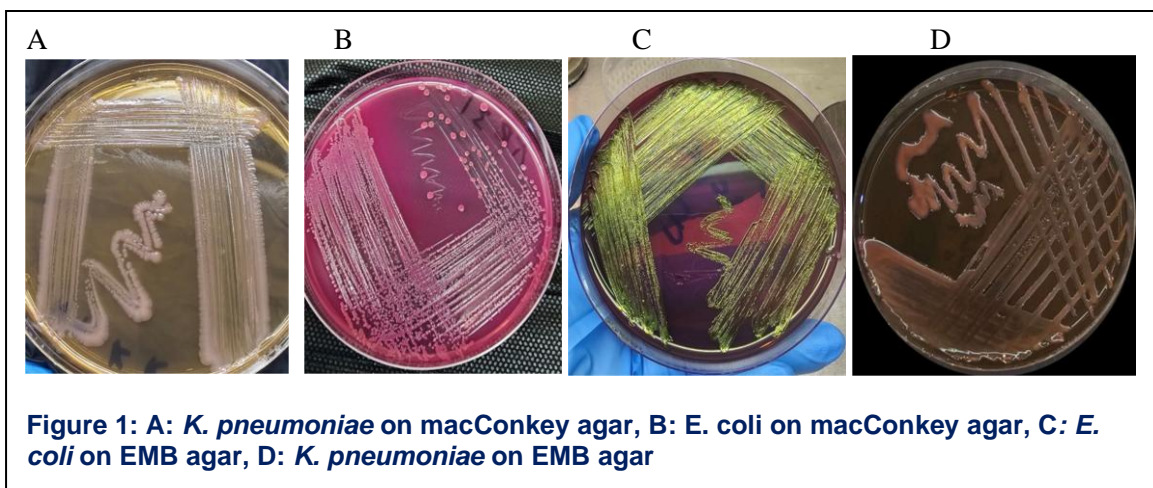 A B C D
Figure 1: A: K. pneumoniae on macConkey agar, B: E. coli on macConkey agar, C: E.
coli on EMB agar, D: K. pneumoniae on EMB agar